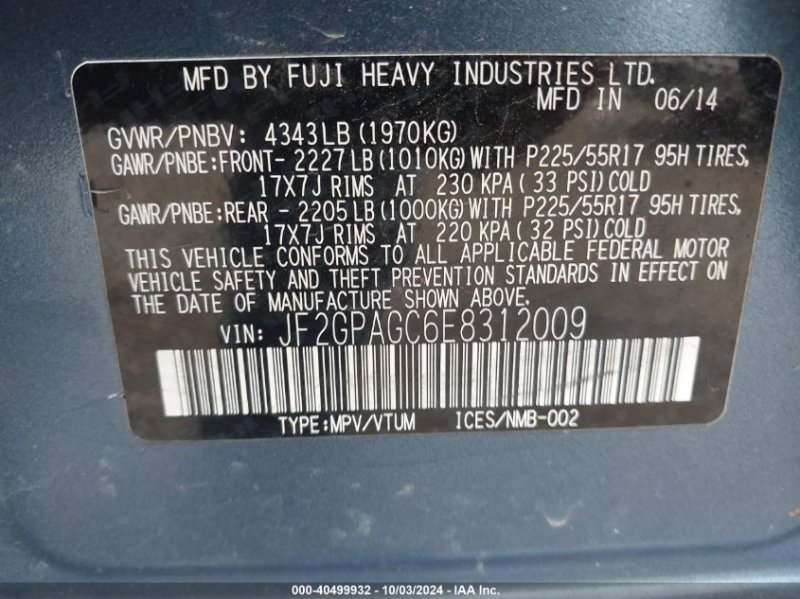 MFD BY FUJI HEAVY INDUSTRIES LTD.
MFD IN 06/14
GVWR/PNBV: 4343LB (1970KG)
GAWR/PNBE:FRONT- 2227 LB (1010KG) WITH P225/55R17 95H TIRES,
17X7J RIMS AT 230 KPA ( 33 PSI) COLD
GAWR/PNBE:REAR - 2205 LB (1000KG) WITH P225/55R17 95H TIRES,
17X7J RIMS AT 220 KPA ( 32 PSI) COLD
THIS VEHICLE CONFORMS TO ALL APPLICABLE FEDERAL MOTOR
VEHICLE SAFETY AND THEFT PREVENTION STANDARDS IN EFFECT ON
THE DATE OF MANUFACTURE SHOWN ABOVE.
VIN: JF2GPAGC6E8312009
TYPE:MPV/VTUM ICES/NMB-002
000-40499932 - 10/03/2024 - IAA Inc.